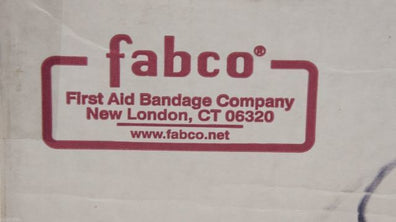 fabco®
First Aid Bandage Company
New London, CT 06320
www.fabco.net